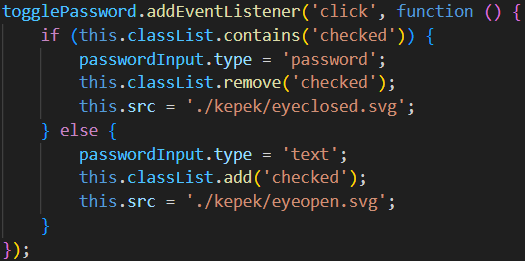 togglePassword.addEventListener('click', function () {
    if (this.classList.contains('checked')) {
        passwordInput.type = 'password';
        this.classList.remove('checked');
        this.src = './kepek/eyeclosed.svg';
    } else {
        passwordInput.type = 'text';
        this.classList.add('checked');
        this.src = './kepek/eyeopen.svg';
    }
});